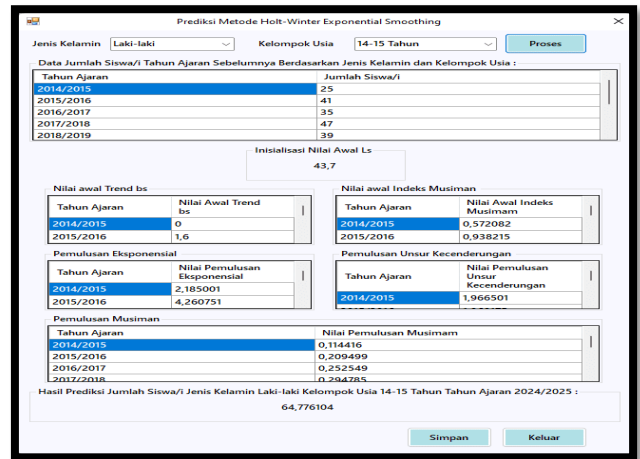 Prediksi Metode Holt-Winter Exponential Smoothing
Jenis Kelamin Laki-laki Kelompok Usia 14-15 Tahun Proses
Data Jumlah Siswa/i Tahun Ajaran Sebelumnya Berdasarkan Jenis Kelamin dan Kelompok Usia :
Tahun Ajaran Jumlah Siswa/i
2014/2015 25
2015/2016 41
2016/2017 35
2017/2018 47
2018/2019 39
Inisialisasi Nilai Awal Ls
43,7
Nilai awal Trend bs
Tahun Ajaran Nilai Awal Trend bs
2014/2015 0
2015/2016 1,6
Nilai awal Indeks Musiman
Tahun Ajaran Nilai Awal Indeks Musimam
2014/2015 0,572082
2015/2016 0,938215
Pemulusan Eksponensial
Tahun Ajaran Nilai Pemulusan Eksponensial
2014/2015 2,185001
2015/2016 4,260751
Pemulusan Unsur Kecenderungan
Tahun Ajaran Nilai Pemulusan Unsur Kecenderungan
2014/2015 1,966501
Pemulusan Musiman
Tahun Ajaran Nilai Pemulusan Musimam
2014/2015 0,114416
2015/2016 0,209499
2016/2017 0,252549
2017/2018 0,294785
Hasil Prediksi Jumlah Siswa/i Jenis Kelamin Laki-laki Kelompok Usia 14-15 Tahun Tahun Ajaran 2024/2025 :
64,776104
Simpan Keluar